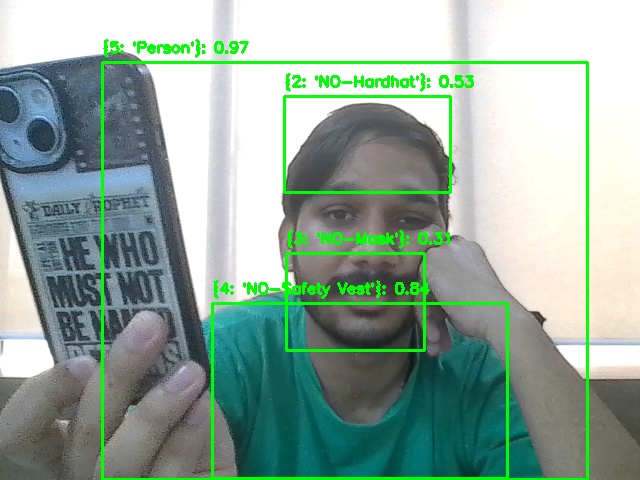 {5: 'Person'}: 0.97
{2: 'NO-Hardhat'}: 0.53
{3: 'NO-Mask'}: 0.31
{4: 'NO-Safety Vest'}: 0.84
DAILY PROPHET
HE WHO
MUST NOT
BE NAMED